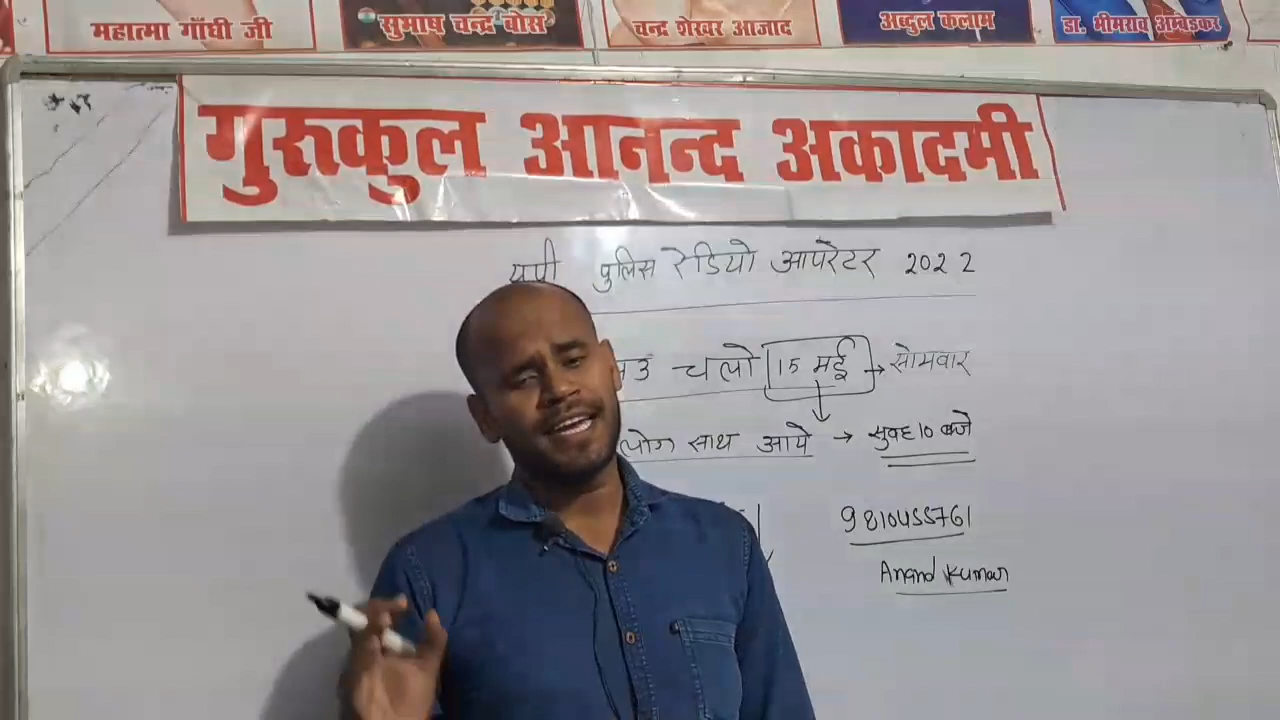 महात्मा गाँधी जी
सुभाष चन्द्र बोस
चन्द्र शेखर आजाद
अब्दुल कलाम
डा. भीमराव अम्बेडकर
गुरुकुल आनन्द अकादमी
यूपी पुलिस रेडियो आपरेटर 2022
चलो 15 मई → सोमवार
लोग साथ आये → सुबह 10 बजे
9810455761
Anand Kumar